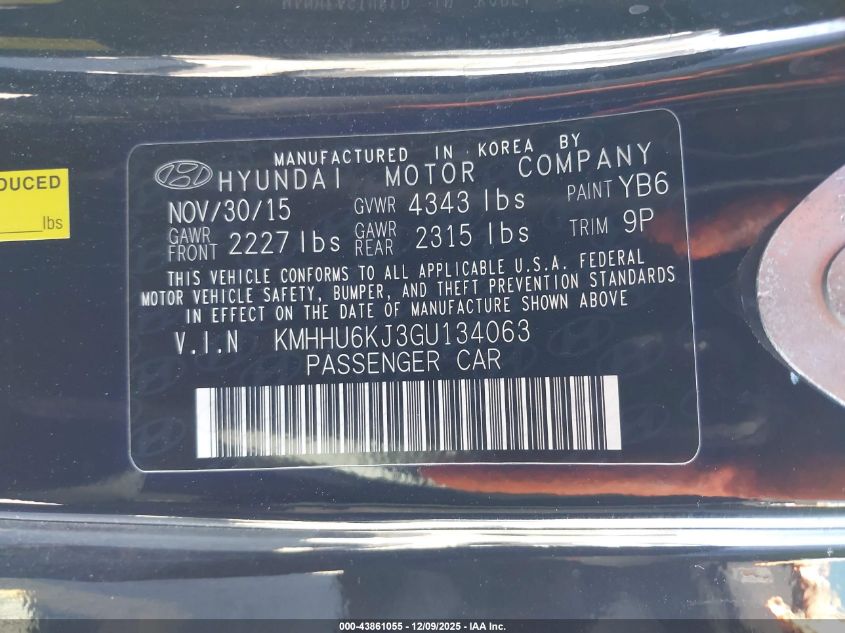 MANUFACTURED IN KOREA BY
HYUNDAI MOTOR COMPANY
NOV/30/15 GVWR 4343 lbs PAINT YB6
GAWR FRONT 2227 lbs GAWR REAR 2315 lbs TRIM 9P
THIS VEHICLE CONFORMS TO ALL APPLICABLE U.S.A. FEDERAL
MOTOR VEHICLE SAFETY, BUMPER, AND THEFT PREVENTION STANDARDS
IN EFFECT ON THE DATE OF MANUFACTURE SHOWN ABOVE
V.I.N KMHHU6KJ3GU134063
PASSENGER CAR
DUCED
lbs
000-43861055 - 12/09/2025 - IAA Inc.